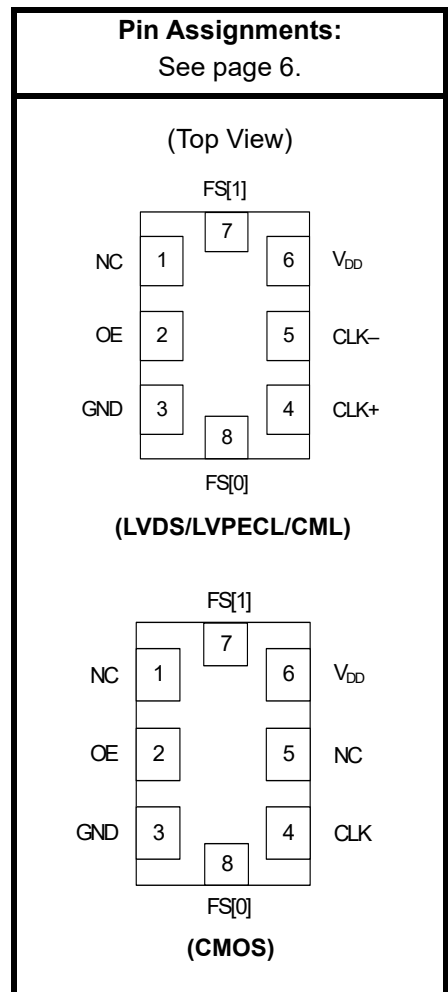 Pin Assignments:
See page 6.
(Top View)
FS[1]
7
NC 1 6 VDD
OE 2 5 CLK–
GND 3 4 CLK+
8
FS[0]
(LVDS/LVPECL/CML)
FS[1]
7
NC 1 6 VDD
OE 2 5 NC
GND 3 4 CLK
8
FS[0]
(CMOS)